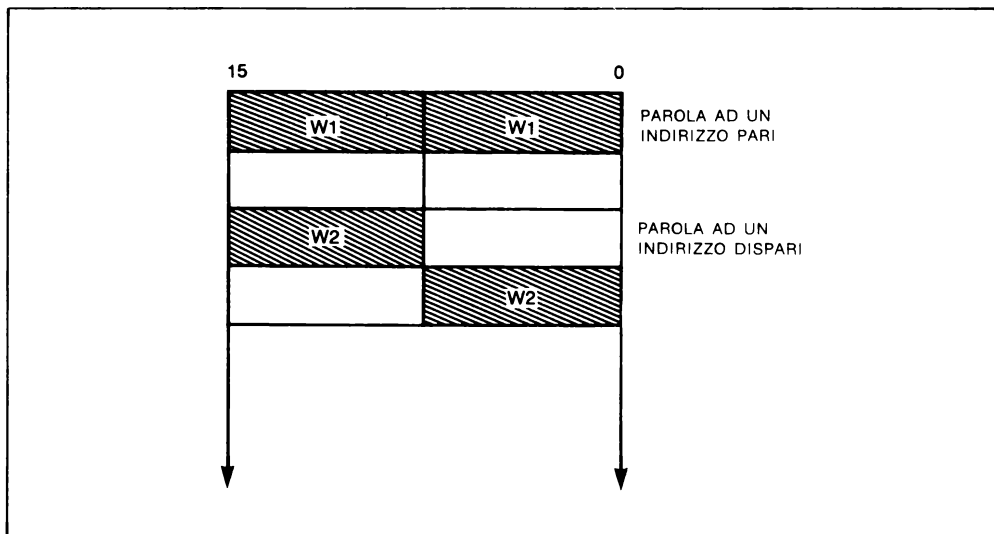 15
0
W1
W1
PAROLA AD UN
INDIRIZZO PARI
W2
PAROLA AD UN
INDIRIZZO DISPARI
W2